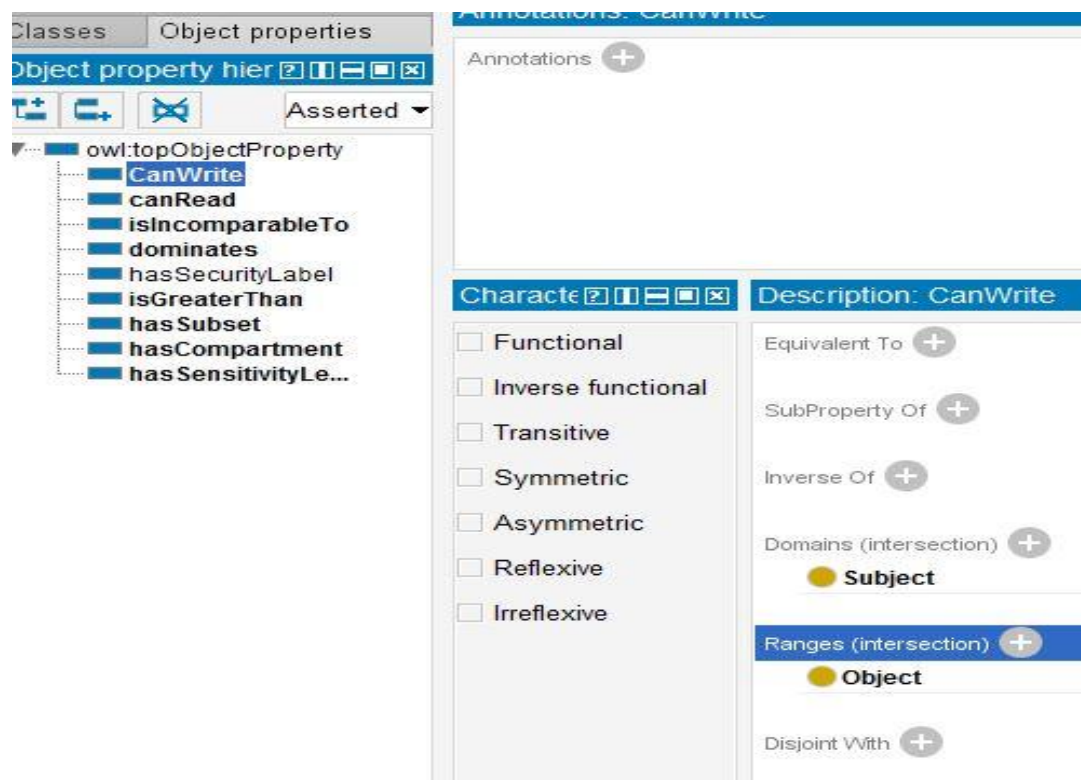 Classes
Object properties
Object property hier
Asserted
owl:topObjectProperty
CanWrite
canRead
isIncomparableTo
dominates
hasSecurityLabel
isGreaterThan
hasSubset
hasCompartment
hasSensitivityLe...
Annotations: CanWrite
Annotations
Characte
Functional
Inverse functional
Transitive
Symmetric
Asymmetric
Reflexive
Irreflexive
Description: CanWrite
Equivalent To
SubProperty Of
Inverse Of
Domains (intersection)
Subject
Ranges (intersection)
Object
Disjoint With